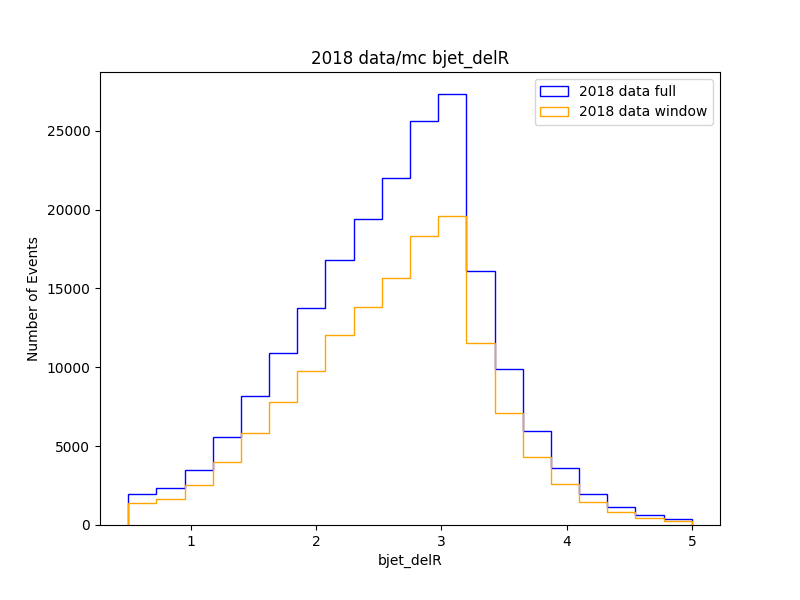 2018 data/mc bjet_delR
2018 data full
2018 data window
Number of Events
25000
20000
15000
10000
5000
0
1 2 3 4 5
bjet_delR